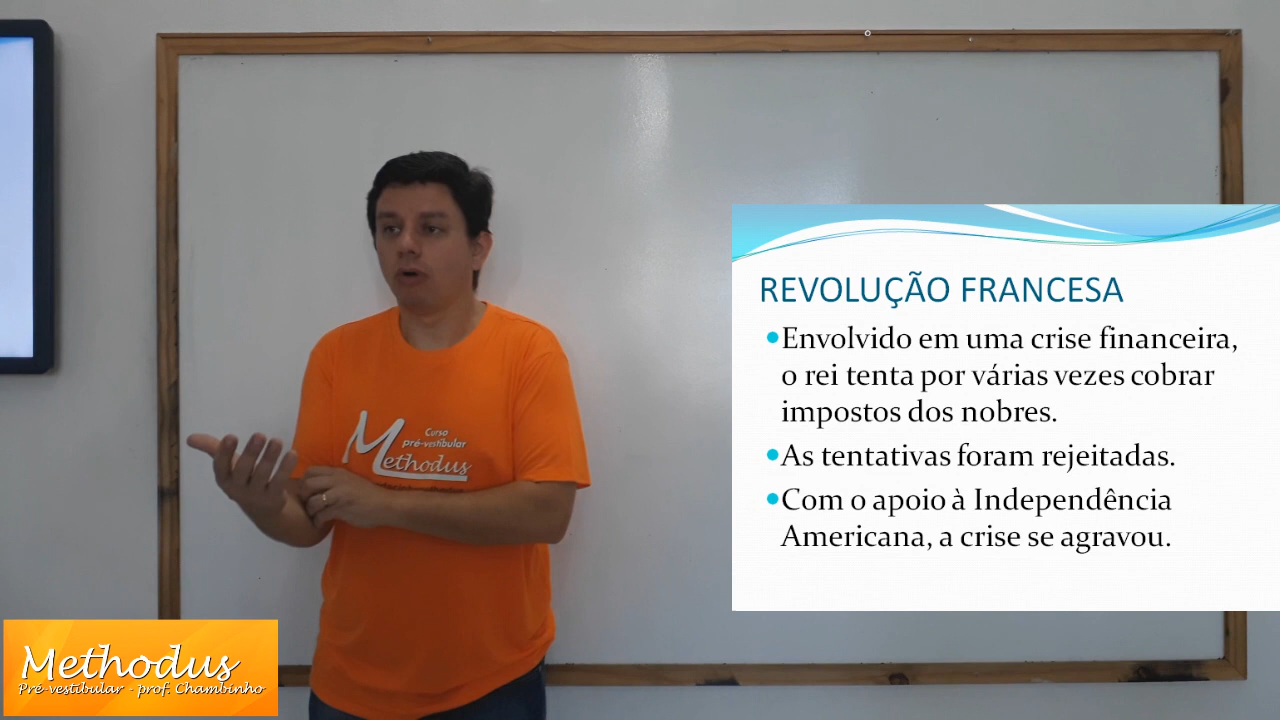 REVOLUÇÃO FRANCESA
Envolvido em uma crise financeira,
o rei tenta por várias vezes cobrar
impostos dos nobres.
As tentativas foram rejeitadas.
Com o apoio à Independência
Americana, a crise se agravou.
Curso
pré-vestibular
Methodus
Methodus
Pré-vestibular - prof. Chambinho